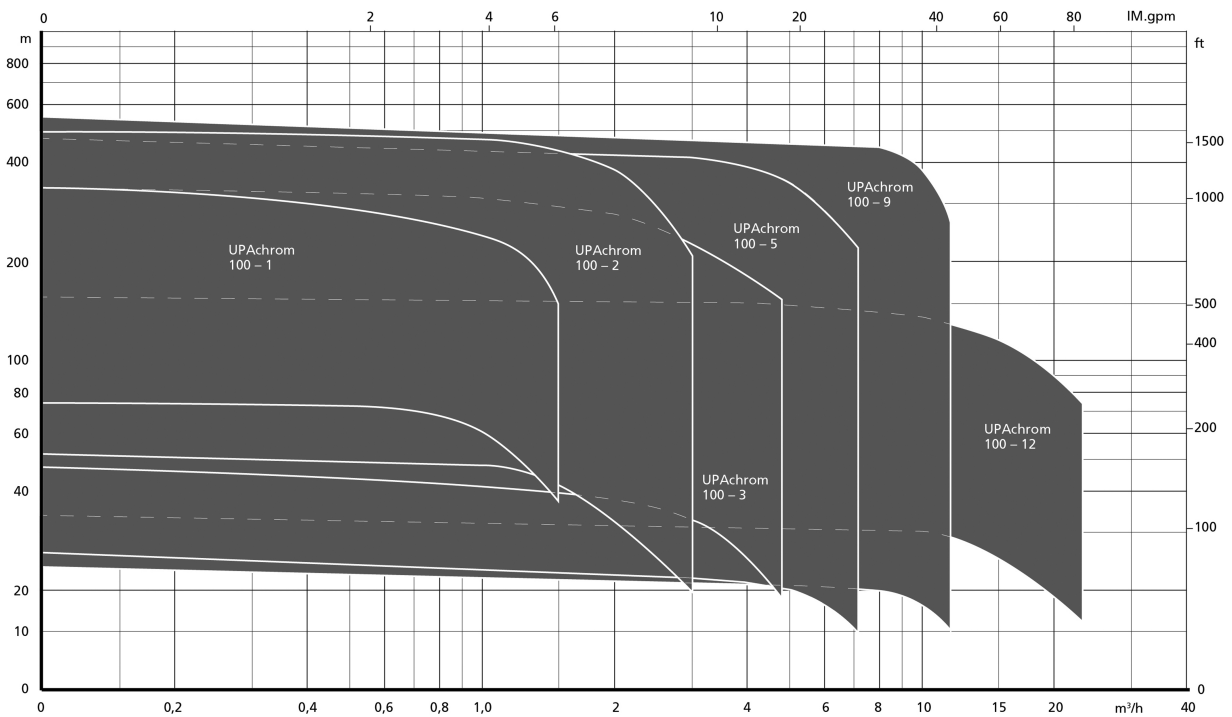 0 2 4 6 10 20 40 60 80 IM.gpm
m ft
800
600
400 1500
UPAchrom
100 – 9
1000
UPAchrom
100 – 5
UPAchrom
100 – 1
UPAchrom
100 – 2
200
500
400
100
80
60 200
UPAchrom
100 – 12
UPAchrom
100 – 3
40
100
20
10
0 0
0 0,2 0,4 0,6 0,8 1,0 2 4 6 8 10 15 20 m³/h 40